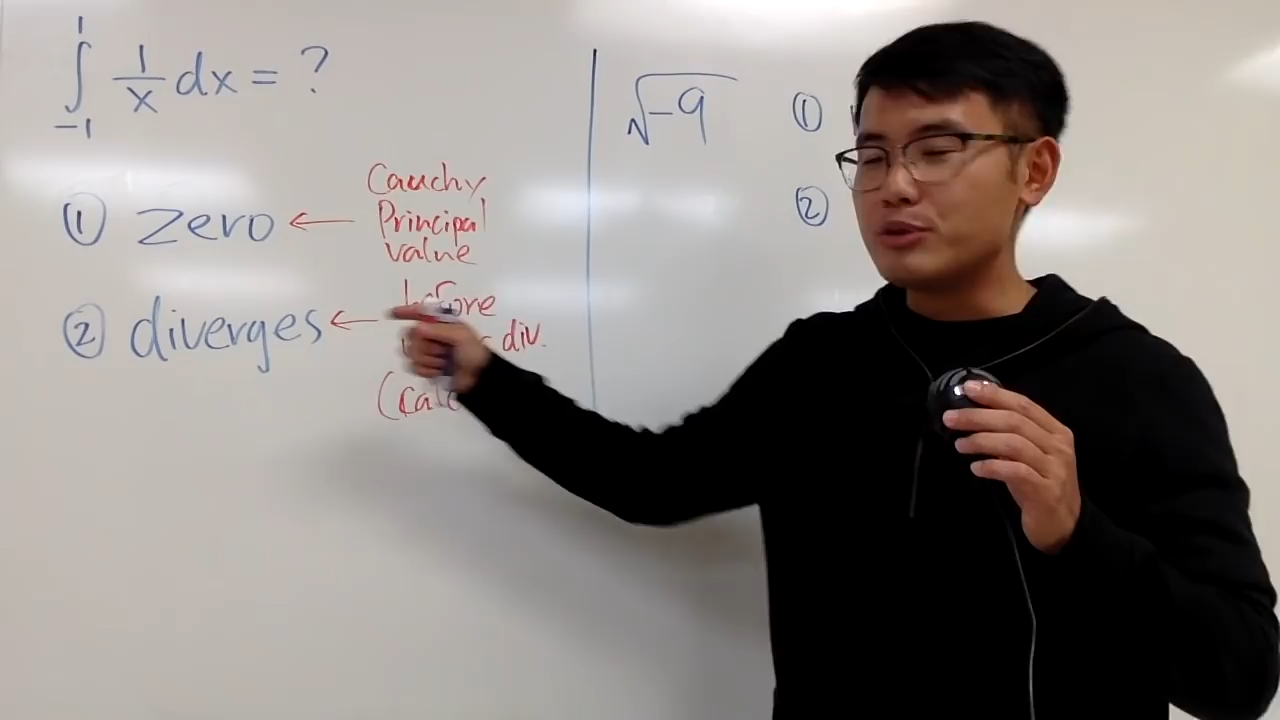 ∫₋₁¹ 1/x dx = ?
① zero ← Cauchy
Principal
value
② diverges ←
div.
√-9
①
②